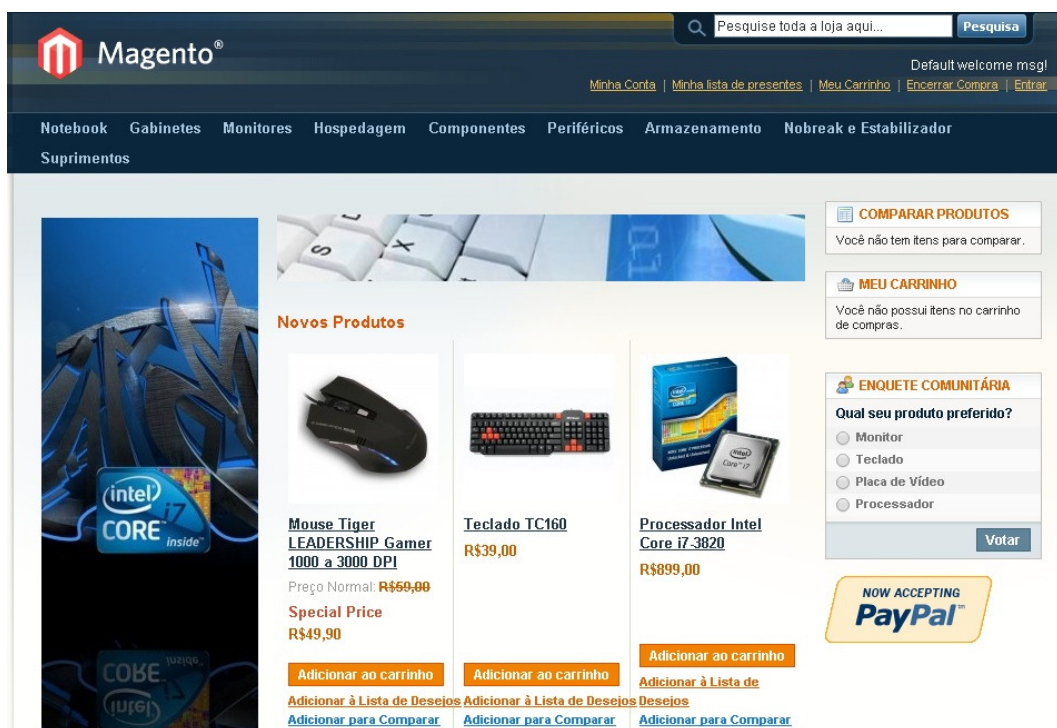 Pesquise toda a loja aqui...
Pesquisa
Magento®
Default welcome msg!
Minha Conta | Minha lista de presentes | Meu Carrinho | Encerrar Compra | Entrar
Notebook Gabinetes Monitores Hospedagem Componentes Periféricos Armazenamento Nobreak e Estabilizador
Suprimentos
intel
CORE i7
inside™
Novos Produtos
Mouse Tiger
LEADERSHIP Gamer
1000 a 3000 DPI
Preço Normal: R$59,00
Special Price
R$49,90
Adicionar ao carrinho
Adicionar à Lista de Desejos
Adicionar para Comparar
Teclado TC160
R$39,00
Adicionar ao carrinho
Adicionar à Lista de Desejos
Adicionar para Comparar
Processador Intel
Core i7-3820
R$899,00
Adicionar ao carrinho
Adicionar à Lista de
Desejos
Adicionar para Comparar
COMPARAR PRODUTOS
Você não tem itens para comparar.
MEU CARRINHO
Você não possui itens no carrinho
de compras.
ENQUETE COMUNITÁRIA
Qual seu produto preferido?
Monitor
Teclado
Placa de Vídeo
Processador
Votar
NOW ACCEPTING
PayPal™